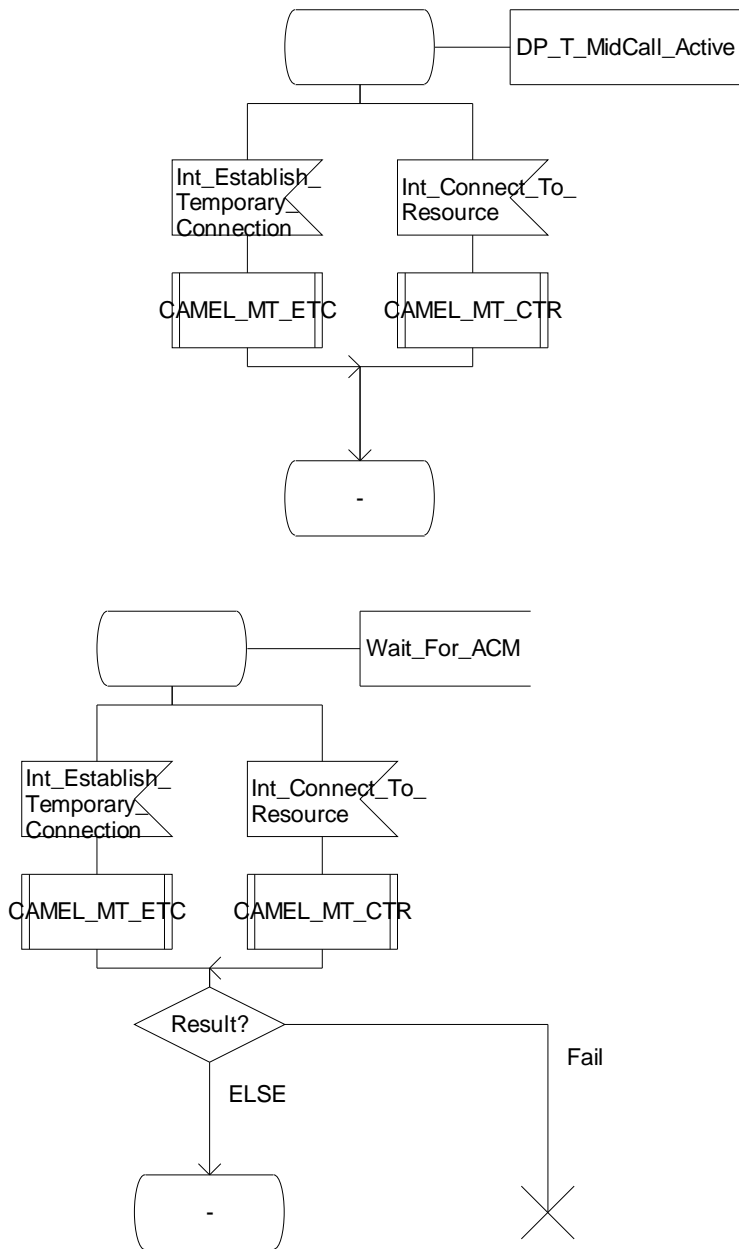 DP_T_MidCall_Active
Int_Establish_
Temporary_
Connection
Int_Connect_To_
Resource
CAMEL_MT_ETC
CAMEL_MT_CTR
-
Wait_For_ACM
Int_Establish_
Temporary_
Connection
Int_Connect_To_
Resource
CAMEL_MT_ETC
CAMEL_MT_CTR
Result?
Fail
ELSE
-